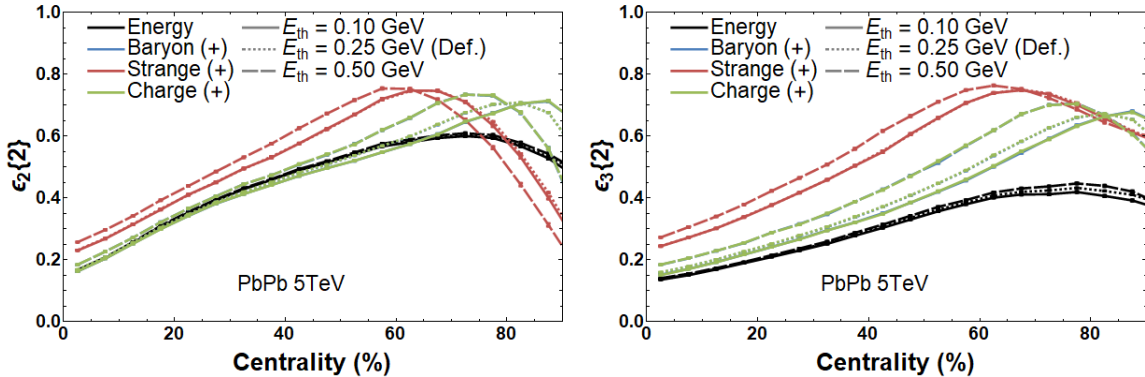 ϵ₂{2}
1.0
0.8
0.6
0.4
0.2
0.0
Energy
Baryon (+)
Strange (+)
Charge (+)
E_th = 0.10 GeV
E_th = 0.25 GeV (Def.)
E_th = 0.50 GeV
PbPb 5TeV
0 20 40 60 80
Centrality (%)
ϵ₃{2}
1.0
0.8
0.6
0.4
0.2
0.0
Energy
Baryon (+)
Strange (+)
Charge (+)
E_th = 0.10 GeV
E_th = 0.25 GeV (Def.)
E_th = 0.50 GeV
PbPb 5TeV
0 20 40 60 80
Centrality (%)